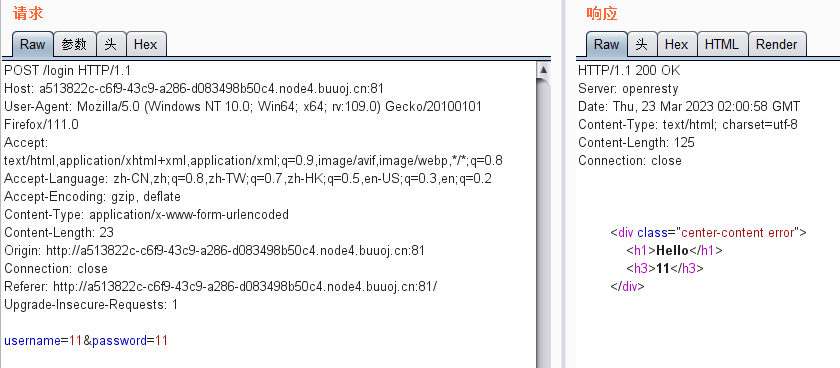 请求
Raw 参数 头 Hex
POST /login HTTP/1.1
Host: a513822c-c6f9-43c9-a286-d083498b50c4.node4.buuoj.cn:81
User-Agent: Mozilla/5.0 (Windows NT 10.0; Win64; x64; rv:109.0) Gecko/20100101
Firefox/111.0
Accept:
text/html,application/xhtml+xml,application/xml;q=0.9,image/avif,image/webp,*/*;q=0.8
Accept-Language: zh-CN,zh;q=0.8,zh-TW;q=0.7,zh-HK;q=0.5,en-US;q=0.3,en;q=0.2
Accept-Encoding: gzip, deflate
Content-Type: application/x-www-form-urlencoded
Content-Length: 23
Origin: http://a513822c-c6f9-43c9-a286-d083498b50c4.node4.buuoj.cn:81
Connection: close
Referer: http://a513822c-c6f9-43c9-a286-d083498b50c4.node4.buuoj.cn:81/
Upgrade-Insecure-Requests: 1
username=11&password=11
响应
Raw 头 Hex HTML Render
HTTP/1.1 200 OK
Server: openresty
Date: Thu, 23 Mar 2023 02:00:58 GMT
Content-Type: text/html; charset=utf-8
Content-Length: 125
Connection: close
<div class="center-content error">
<h1>Hello</h1>
<h3>11</h3>
</div>